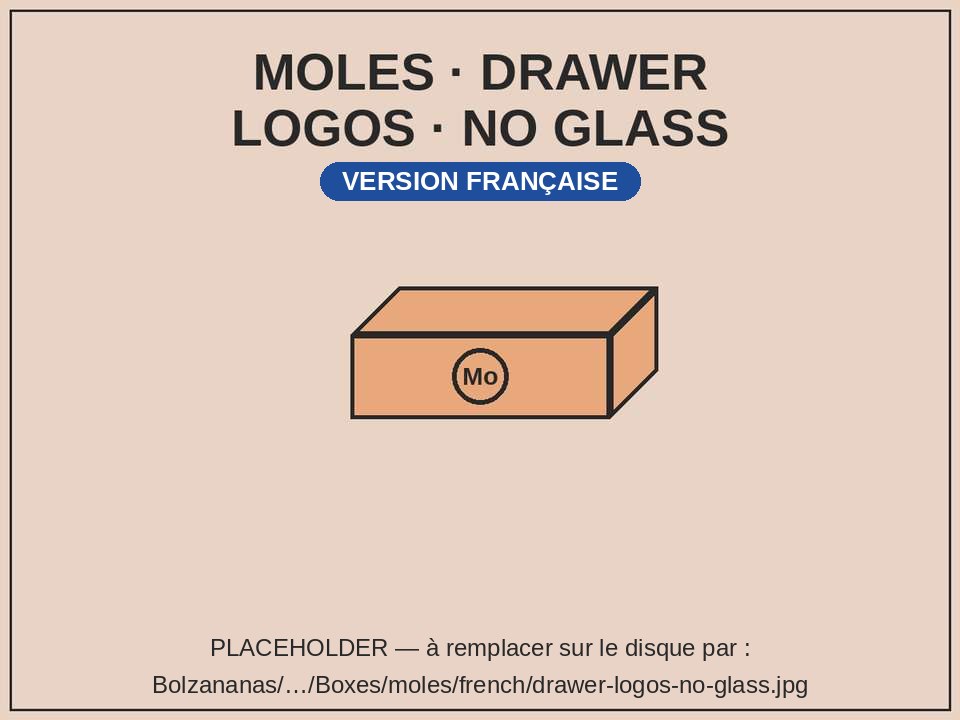 MOLES · DRAWER
LOGOS · NO GLASS
VERSION FRANÇAISE
Mo
PLACEHOLDER — à remplacer sur le disque par :
Bolzananas/…/Boxes/moles/french/drawer-logos-no-glass.jpg